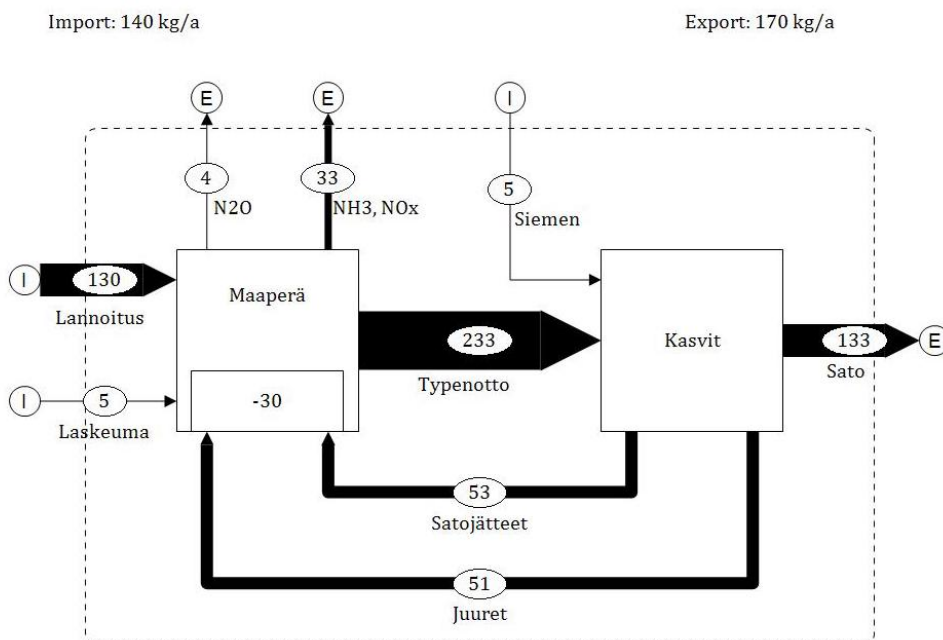 Import: 140 kg/a
Export: 170 kg/a
E
E
I
4
33
5
N2O
NH3, NOx
Siemen
I
130
Lannoitus
Maaperä
233
Typenotto
Kasvit
133
E
Sato
I
5
Laskeuma
-30
53
Satojätteet
51
Juuret